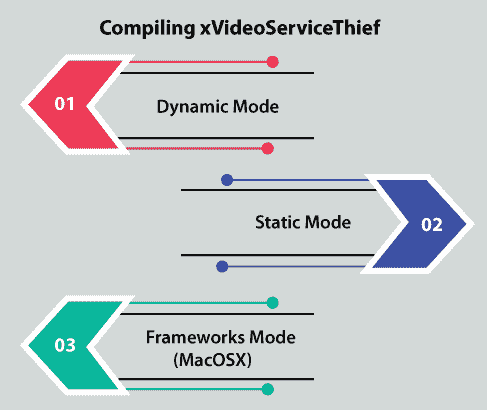 Compiling xVideoServiceThief
01
Dynamic Mode
Static Mode
02
03
Frameworks Mode
(MacOSX)